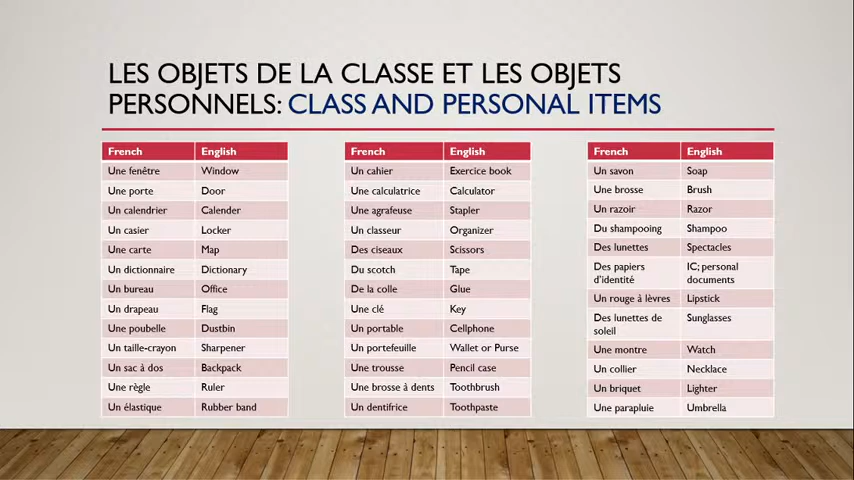 LES OBJETS DE LA CLASSE ET LES OBJETS
PERSONNELS: CLASS AND PERSONAL ITEMS
French English
Une fenêtre Window
Une porte Door
Un calendrier Calender
Un casier Locker
Une carte Map
Un dictionnaire Dictionary
Un bureau Office
Un drapeau Flag
Une poubelle Dustbin
Un taille-crayon Sharpener
Un sac à dos Backpack
Une règle Ruler
Un élastique Rubber band
French English
Un cahier Exercice book
Une calculatrice Calculator
Une agrafeuse Stapler
Un classeur Organizer
Des ciseaux Scissors
Du scotch Tape
De la colle Glue
Une clé Key
Un portable Cellphone
Un portefeuille Wallet or Purse
Une trousse Pencil case
Une brosse à dents Toothbrush
Un dentifrice Toothpaste
French English
Un savon Soap
Une brosse Brush
Un razoir Razor
Du shampooing Shampoo
Des lunettes Spectacles
Des papiers IC; personal
d'identité documents
Un rouge à lèvres Lipstick
Des lunettes de Sunglasses
soleil
Une montre Watch
Un collier Necklace
Un briquet Lighter
Une parapluie Umbrella